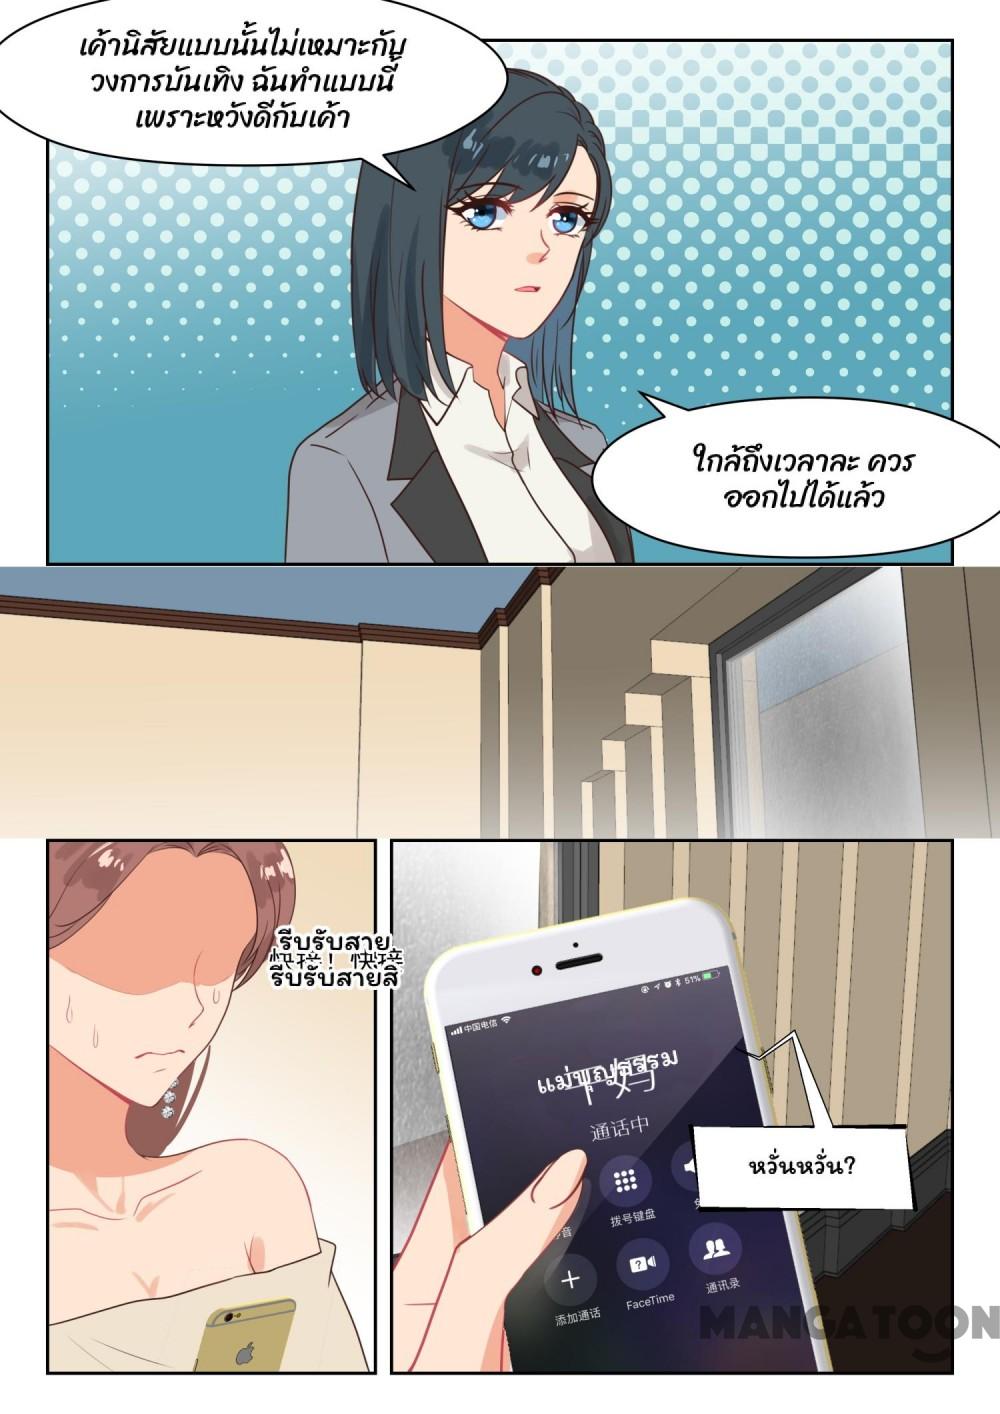 เค้านิสัยแบบนั้นไม่เหมาะกับ
วงการบันเทิง ฉันทำแบบนี้
เพราะหวังดีกับเค้า
ใกล้ถึงเวลาละ ควร
ออกไปได้แล้ว
รีบรับสาย
快接！快接
รีบรับสายสิ
中国电信
51%
แม่บุญธรรม
干妈
通话中
หวั่นหวั่น?
拨号键盘
音
添加通话
FaceTime
通讯录
MANGATOON